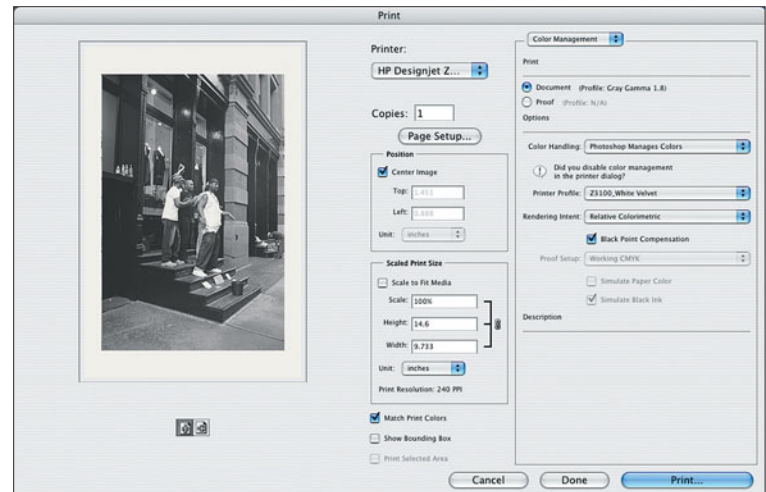 Print
Printer:
HP Designjet Z...
Copies: 1
Page Setup...
Position
Center Image
Top: 1.451
Left: 0.888
Unit: inches
Scaled Print Size
Scale to Fit Media
Scale: 100%
Height: 14.6
Width: 9.733
Unit: inches
Print Resolution: 240 PPI
Match Print Colors
Show Bounding Box
Print Selected Area
Color Management
Print
Document (Profile: Gray Gamma 1.8)
Proof (Profile: N/A)
Options
Color Handling: Photoshop Manages Colors
Did you disable color management
in the printer dialog?
Printer Profile: Z3100_White Velvet
Rendering Intent: Relative Colorimetric
Black Point Compensation
Proof Setup: Working CMYK
Simulate Paper Color
Simulate Black Ink
Description
Cancel
Done
Print...